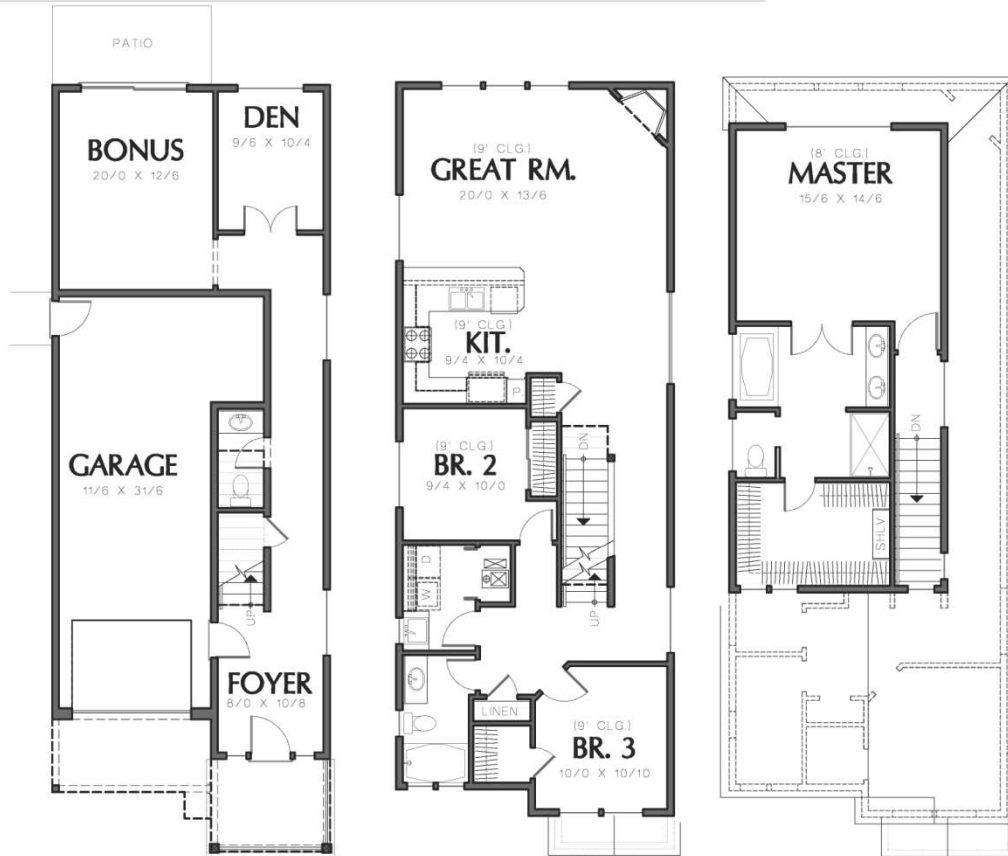 PATIO
BONUS
20/0 X 12/6
DEN
9/6 X 10/4
GARAGE
11/6 X 31/6
UP
FOYER
8/0 X 10/8
(9' CLG.)
GREAT RM.
20/0 X 13/6
(9' CLG.)
KIT.
9/4 X 10/4
P
(9' CLG.)
BR. 2
9/4 X 10/0
DN
D
W
UP
LINEN
(9' CLG.)
BR. 3
10/0 X 10/10
(8' CLG.)
MASTER
15/6 X 14/6
DN
SHLV